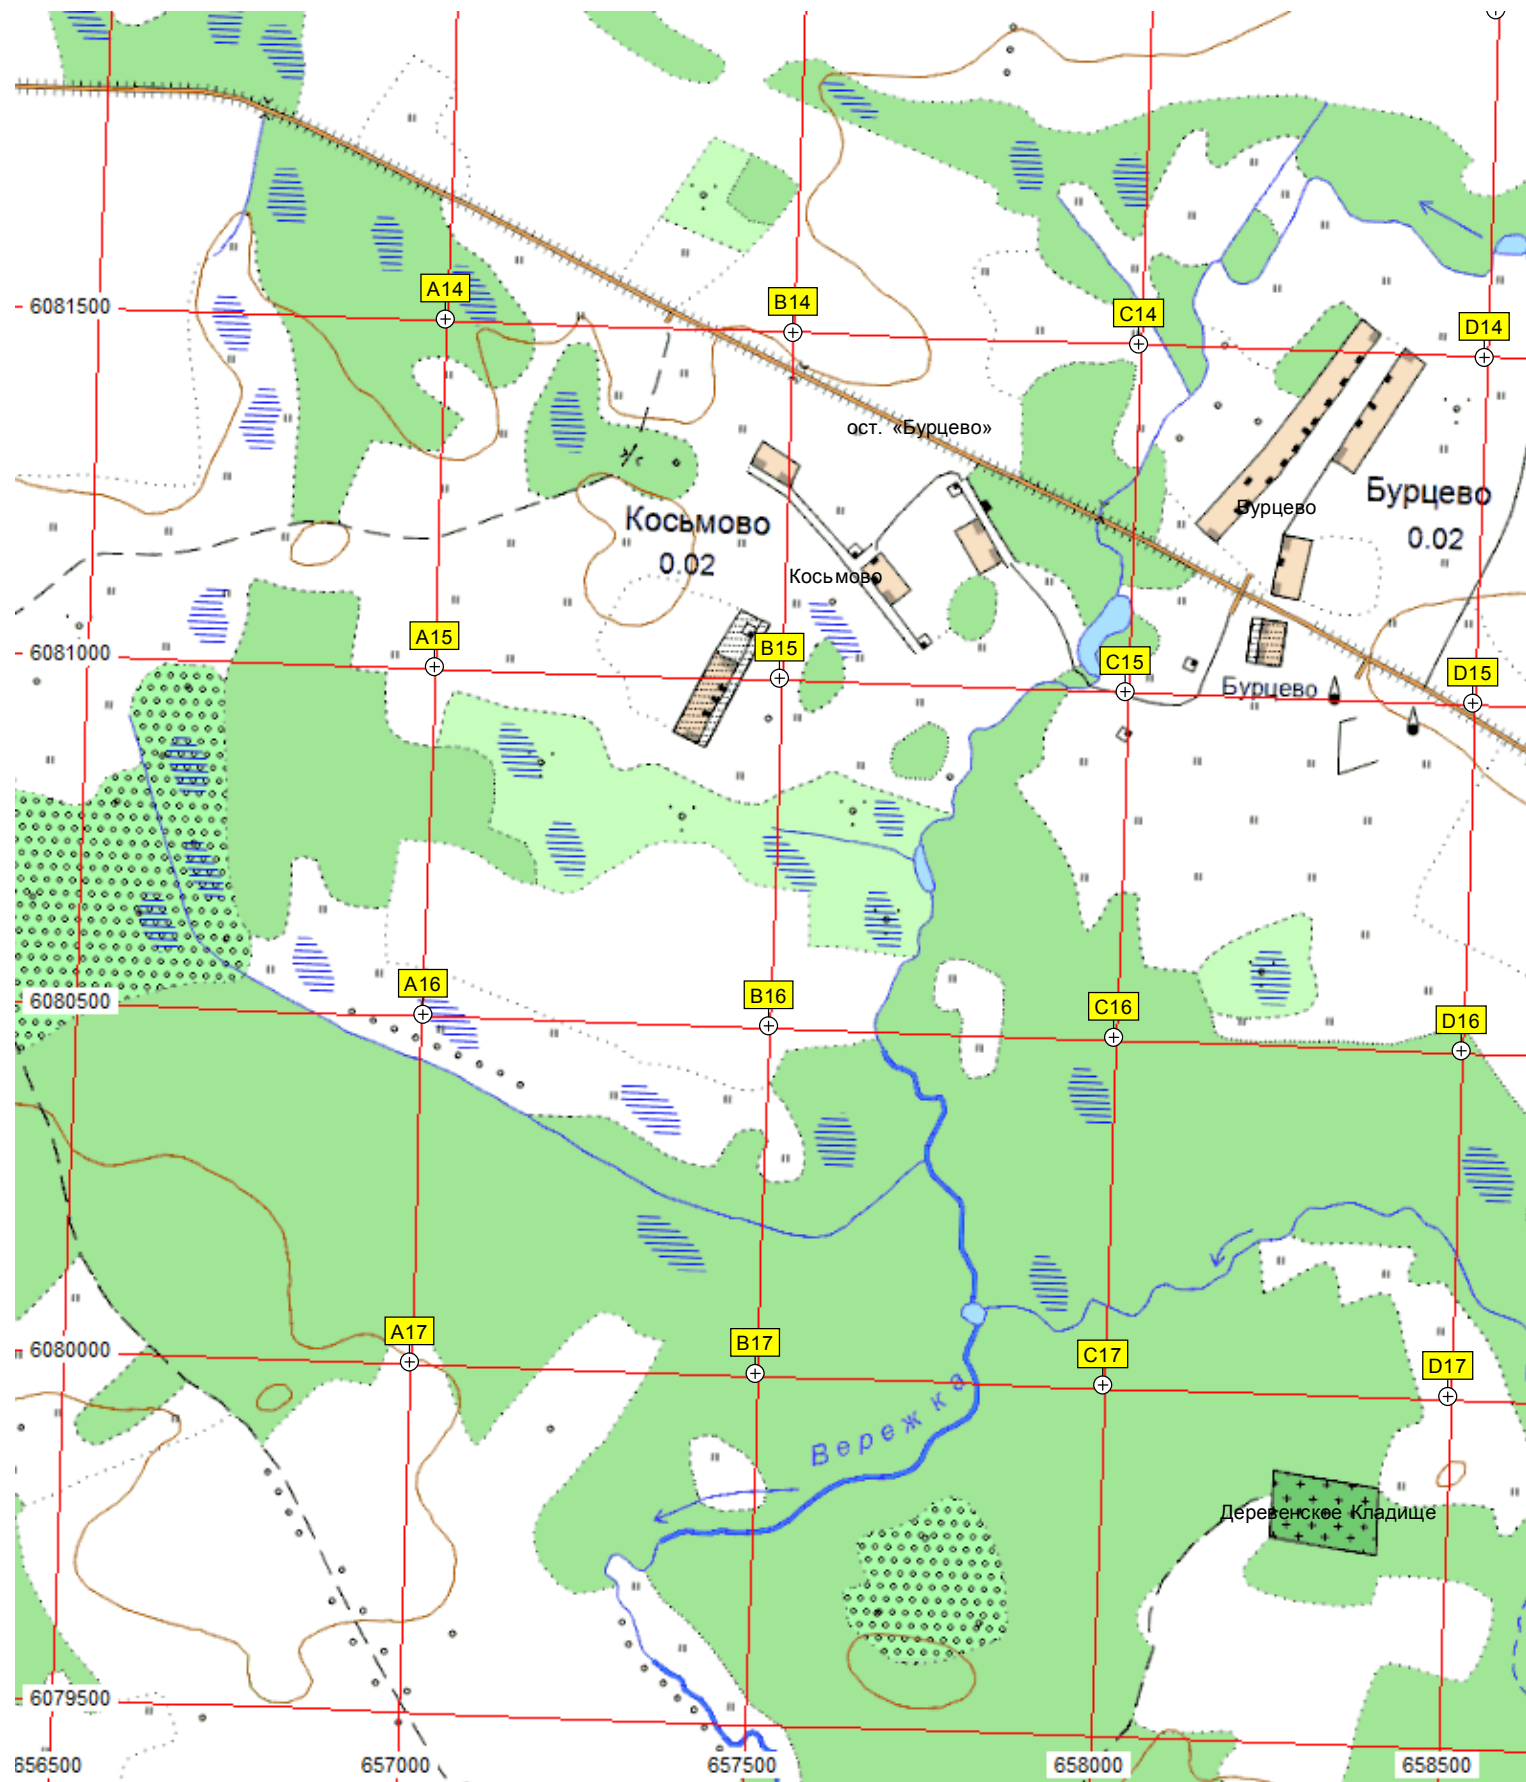 A14
B14
C14
D14
6081500
ост. «Бурцево»
Бурцево
0.02
Бурцево
Косьмово
0.02
Косьмово
A15
B15
C15
D15
6081000
Бурцево
A16
B16
C16
D16
6080500
A17
B17
C17
D17
6080000
Вережка
Деревенское Кладище
6079500
656500
657000
657500
658000
658500